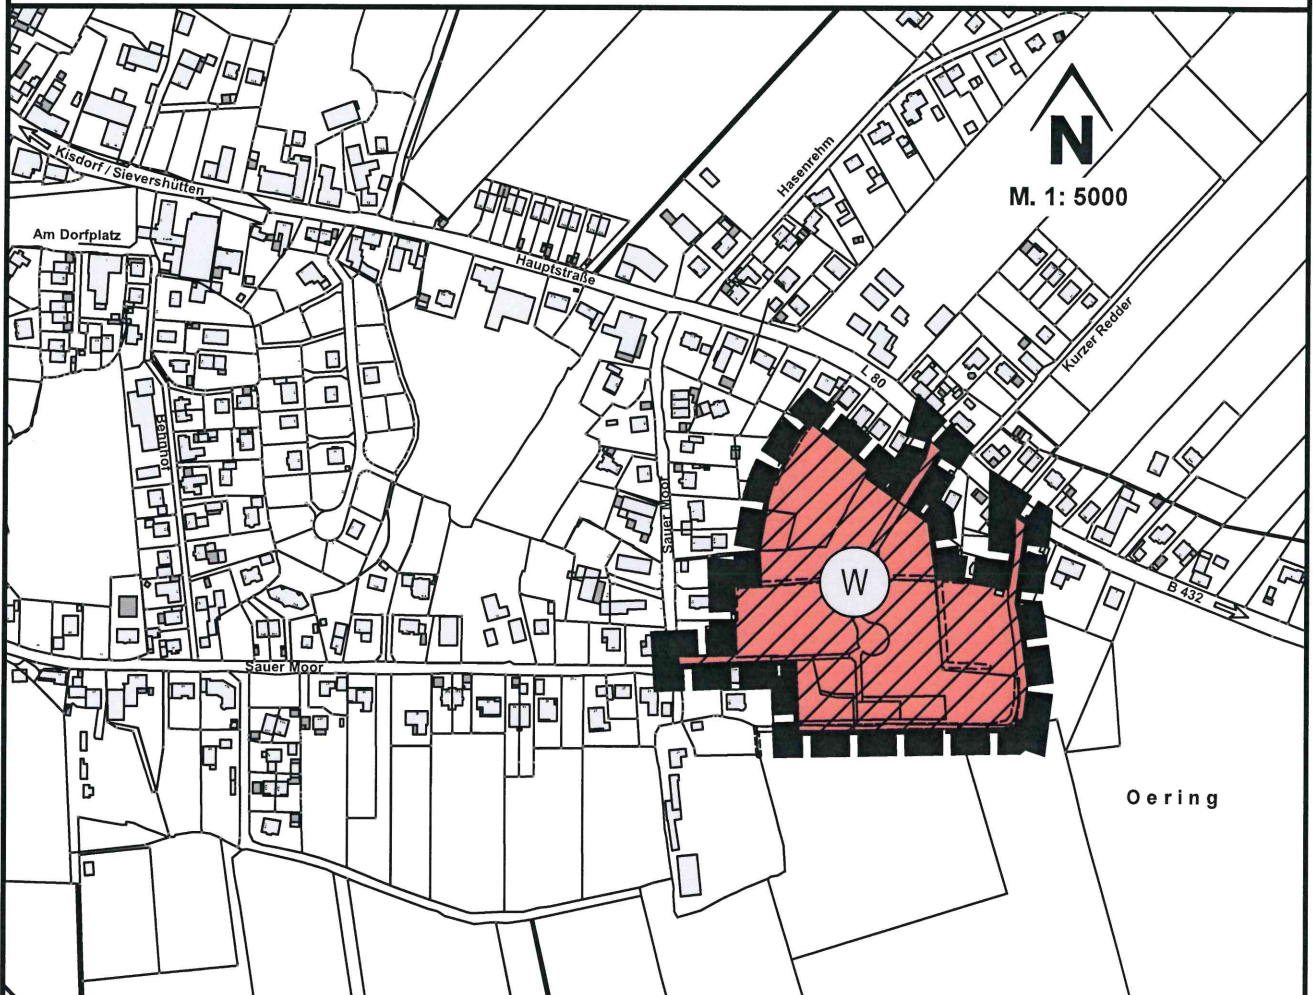 Kisdorf / Sievershütten
Am Dorfplatz
Hauptstraße
Hasenrehm
N
M. 1: 5000
L 80
Kurzer Redder
Sauer Moor
W
B 432
Sauer Moor
Oering